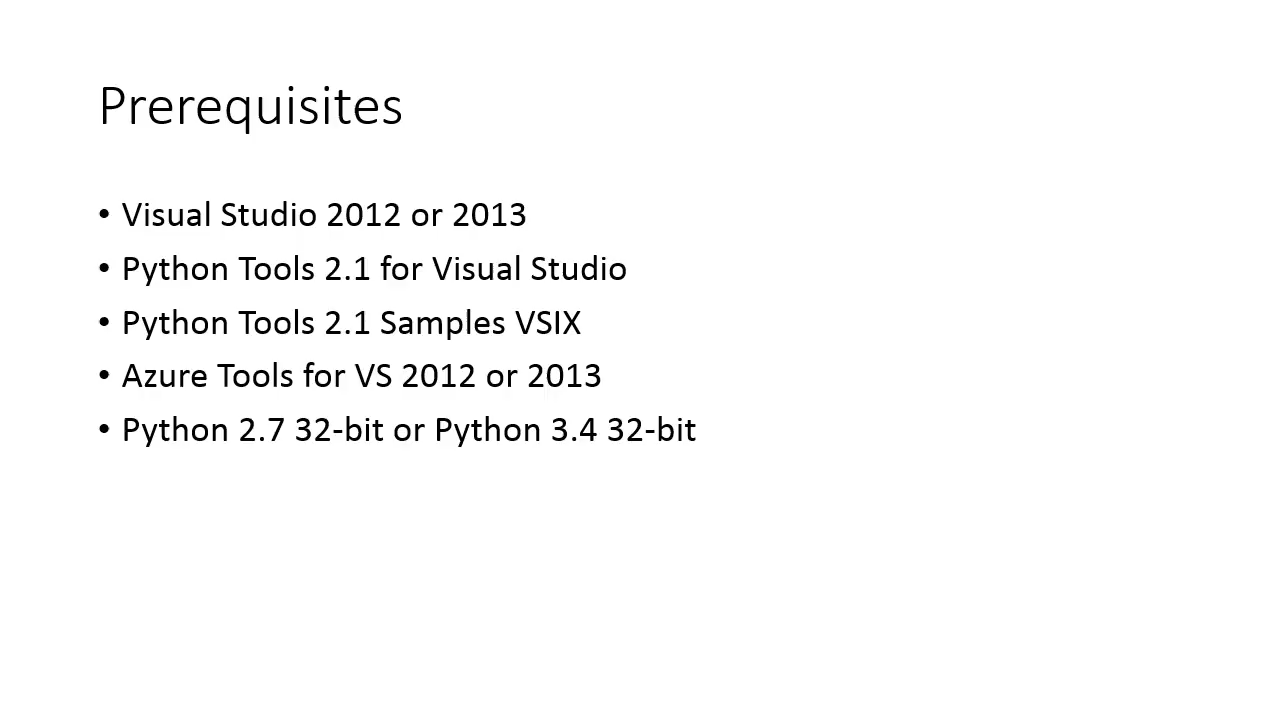 Prerequisites
• Visual Studio 2012 or 2013
• Python Tools 2.1 for Visual Studio
• Python Tools 2.1 Samples VSIX
• Azure Tools for VS 2012 or 2013
• Python 2.7 32-bit or Python 3.4 32-bit